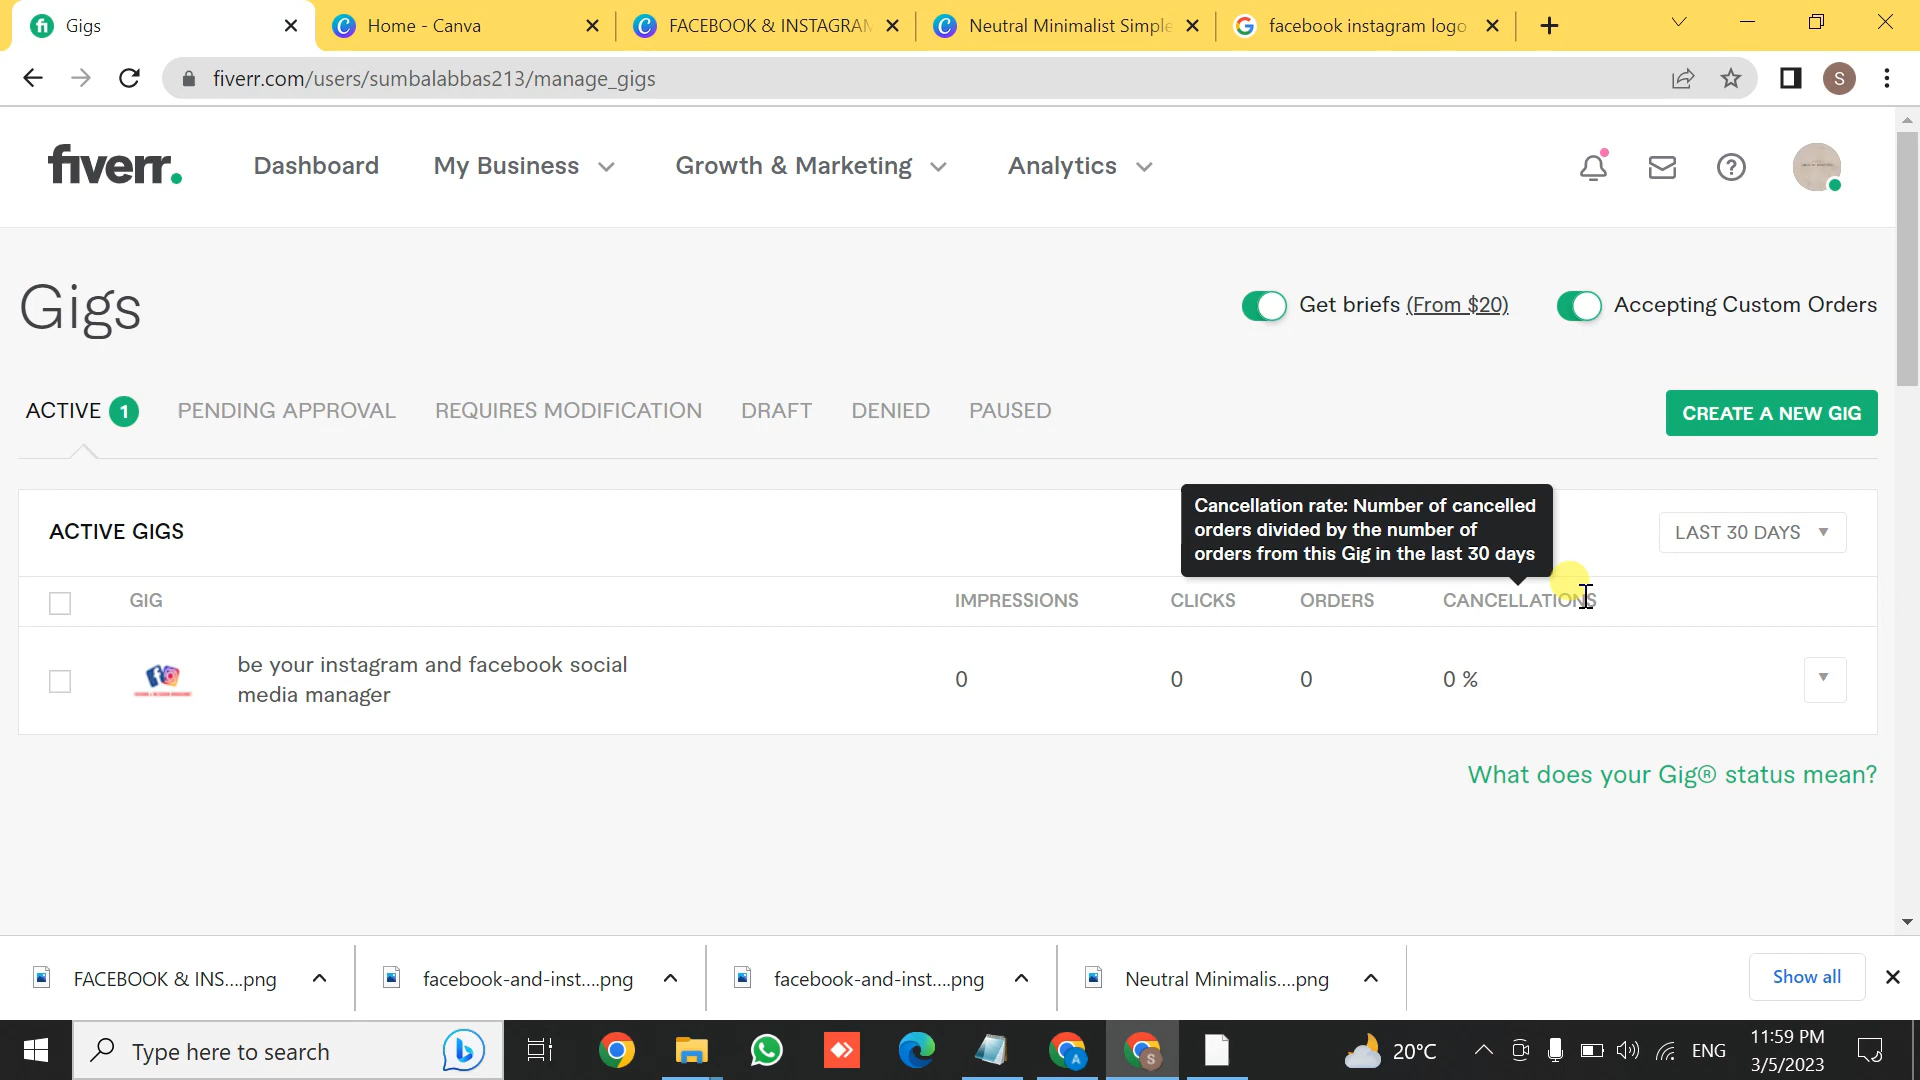 Gigs
Home - Canva
FACEBOOK & INSTAGRAM
Neutral Minimalist Simple
facebook instagram logo
fiverr.com/users/sumbalabbas213/manage_gigs
S
fiverr.
Dashboard
My Business
Growth & Marketing
Analytics
Gigs
Get briefs (From $20)
Accepting Custom Orders
ACTIVE 1
PENDING APPROVAL
REQUIRES MODIFICATION
DRAFT
DENIED
PAUSED
CREATE A NEW GIG
ACTIVE GIGS
Cancellation rate: Number of cancelled
orders divided by the number of
orders from this Gig in the last 30 days
LAST 30 DAYS
GIG
IMPRESSIONS
CLICKS
ORDERS
CANCELLATIONS
be your instagram and facebook social
media manager
0
0
0
0 %
What does your Gig® status mean?
FACEBOOK & INS....png
facebook-and-inst....png
facebook-and-inst....png
Neutral Minimalis....png
Show all
Type here to search
A
S
20°C
ENG
11:59 PM
3/5/2023